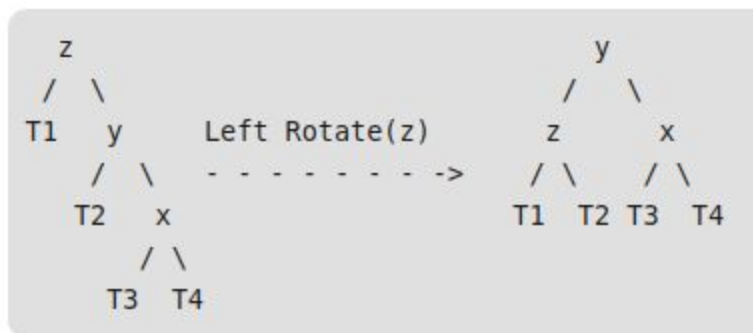 z y
/ \ / \
T1 y Left Rotate(z) z x
/ \ - - - - - - - -> / \ / \
T2 x T1 T2 T3 T4
/ \
T3 T4